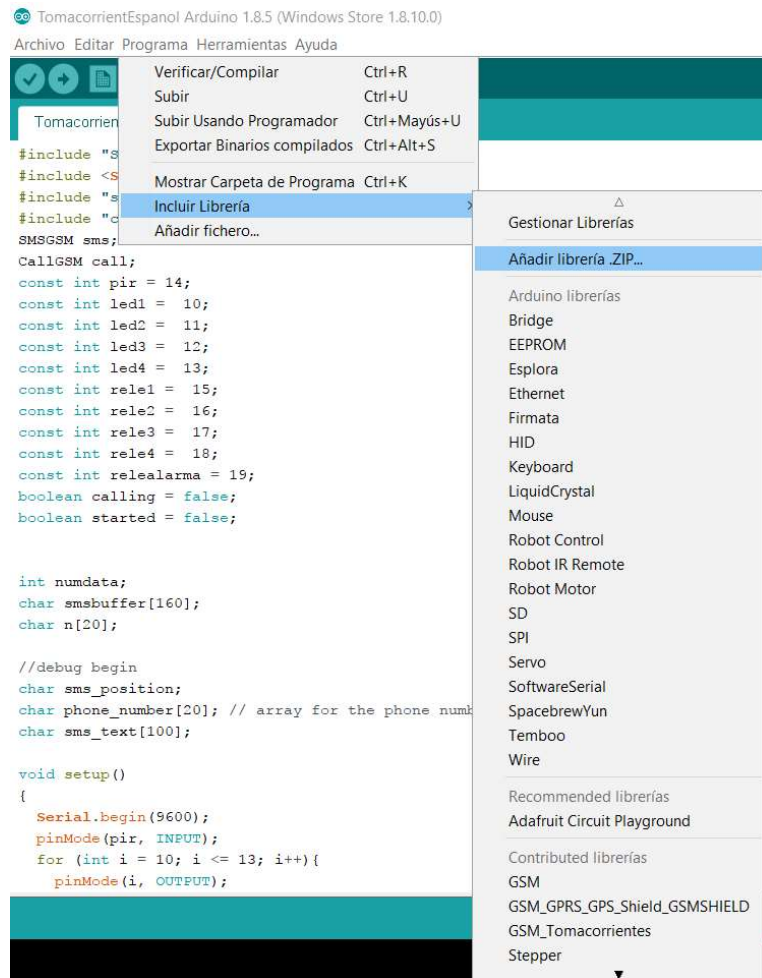 TomacorrientEspanol Arduino 1.8.5 (Windows Store 1.8.10.0)
Archivo Editar Programa Herramientas Ayuda
Verificar/Compilar Ctrl+R
Subir Ctrl+U
Subir Usando Programador Ctrl+Mayús+U
Exportar Binarios compilados Ctrl+Alt+S
Mostrar Carpeta de Programa Ctrl+K
Incluir Librería
Añadir fichero...
Tomacorrien
#include "S
#include <S
#include "s
#include "c
SMSGSM sms;
CallGSM call;
const int pir = 14;
const int led1 =  10;
const int led2 =  11;
const int led3 =  12;
const int led4 =  13;
const int rele1 =  15;
const int rele2 =  16;
const int rele3 =  17;
const int rele4 =  18;
const int relealarma = 19;
boolean calling = false;
boolean started = false;
int numdata;
char smsbuffer[160];
char n[20];
//debug begin
char sms_position;
char phone_number[20]; // array for the phone numb
char sms_text[100];
void setup()
{
Serial.begin(9600);
pinMode(pir, INPUT);
for (int i = 10; i <= 13; i++){
pinMode(i, OUTPUT);
Gestionar Librerías
Añadir librería .ZIP...
Arduino librerías
Bridge
EEPROM
Esplora
Ethernet
Firmata
HID
Keyboard
LiquidCrystal
Mouse
Robot Control
Robot IR Remote
Robot Motor
SD
SPI
Servo
SoftwareSerial
SpacebrewYun
Temboo
Wire
Recommended librerías
Adafruit Circuit Playground
Contributed librerías
GSM
GSM_GPRS_GPS_Shield_GSMSHIELD
GSM_Tomacorrientes
Stepper